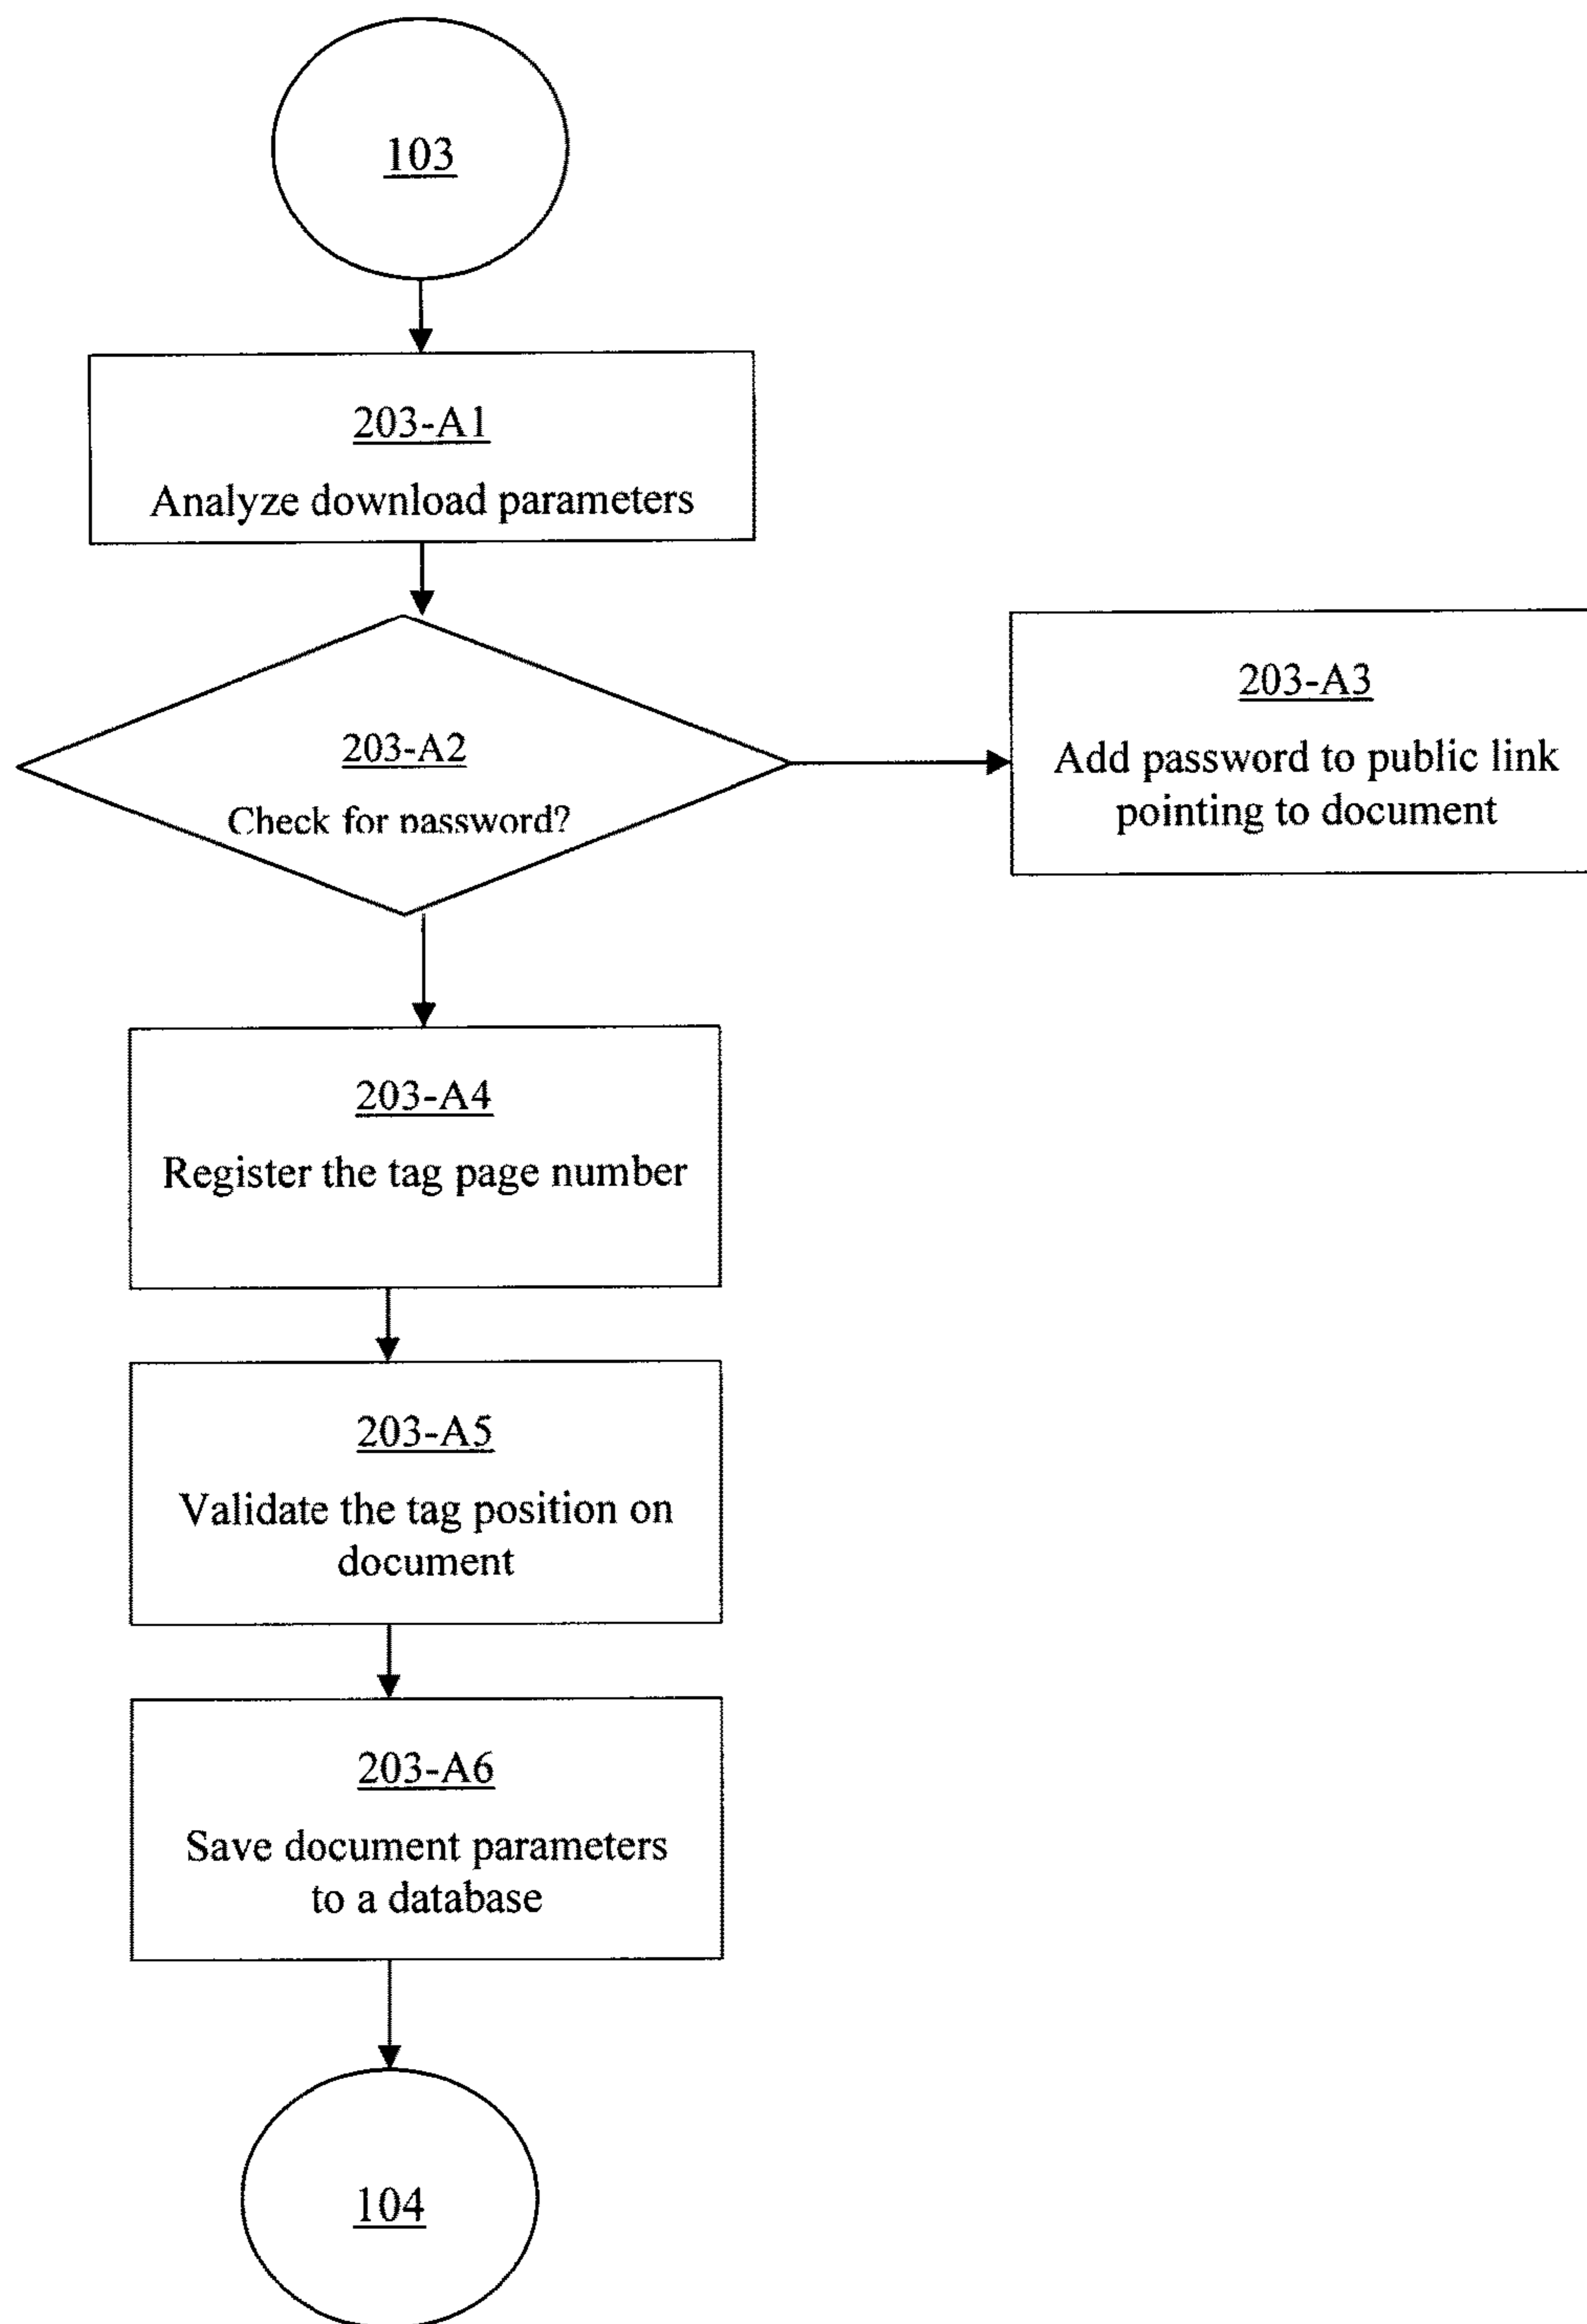 103
203-A1
Analyze download parameters
203-A2
Check for password?
203-A3
Add password to public link
pointing to document
203-A4
Register the tag page number
203-A5
Validate the tag position on
document
203-A6
Save document parameters
to a database
104